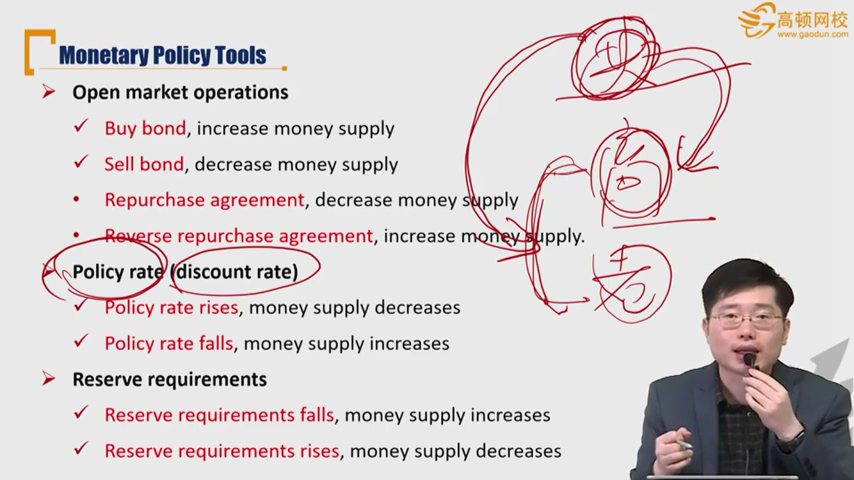 高顿网校
www.gaodun.com
Monetary Policy Tools
➢ Open market operations
✓ Buy bond, increase money supply
✓ Sell bond, decrease money supply
• Repurchase agreement, decrease money supply
• Reverse repurchase agreement, increase money supply.
➢ Policy rate (discount rate)
✓ Policy rate rises, money supply decreases
✓ Policy rate falls, money supply increases
➢ Reserve requirements
✓ Reserve requirements falls, money supply increases
✓ Reserve requirements rises, money supply decreases